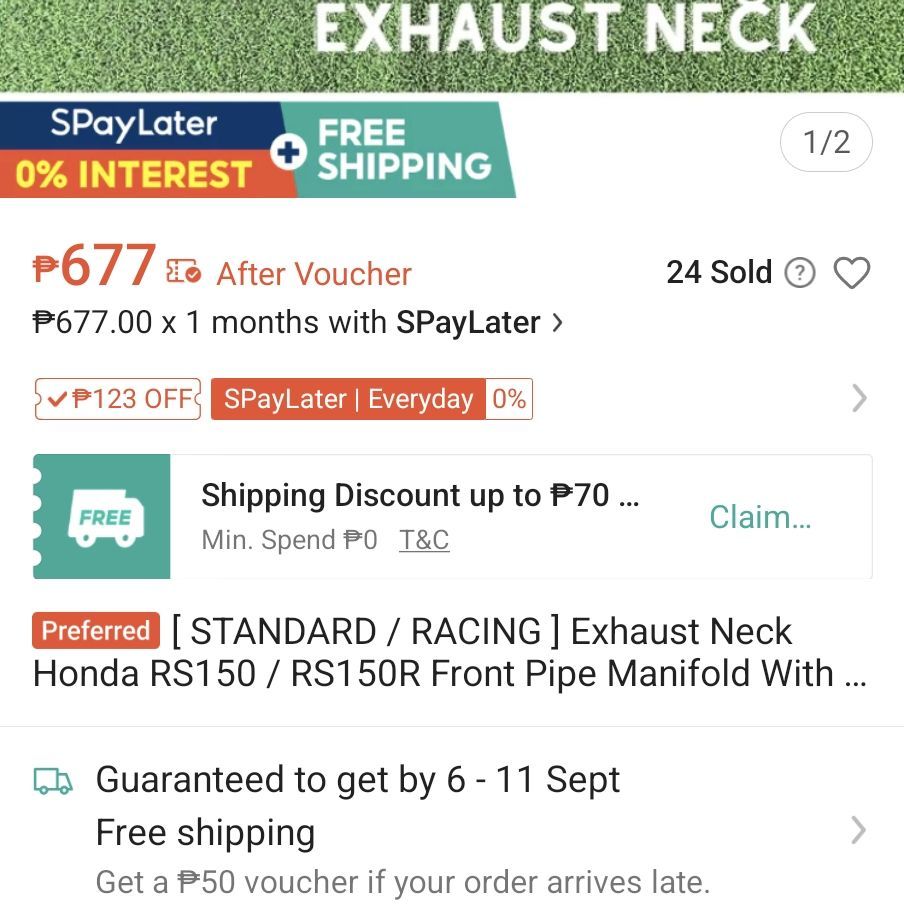 EXHAUST NECK
SPayLater
0% INTEREST
+
FREE
SHIPPING
1/2
₱677 After Voucher
24 Sold ?
₱677.00 x 1 months with SPayLater >
₱123 OFF
SPayLater | Everyday 0%
FREE
Shipping Discount up to ₱70 ...
Claim...
Min. Spend ₱0 T&C
Preferred [ STANDARD / RACING ] Exhaust Neck
Honda RS150 / RS150R Front Pipe Manifold With ...
Guaranteed to get by 6 - 11 Sept
Free shipping
Get a ₱50 voucher if your order arrives late.